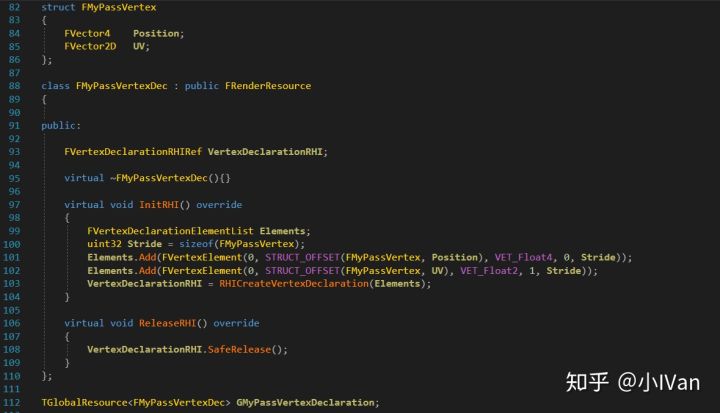 82 struct FMyPassVertex
83 {
84     FVector4    Position;
85     FVector2D   UV;
86 };
87
88 class FMyPassVertexDec : public FRenderResource
89 {
90
91 public:
92
93     FVertexDeclarationRHIRef VertexDeclarationRHI;
94
95     virtual ~FMyPassVertexDec(){}
96
97     virtual void InitRHI() override
98     {
99         FVertexDeclarationElementList Elements;
100         uint32 Stride = sizeof(FMyPassVertex);
101         Elements.Add(FVertexElement(0, STRUCT_OFFSET(FMyPassVertex, Position), VET_Float4, 0, Stride));
102         Elements.Add(FVertexElement(0, STRUCT_OFFSET(FMyPassVertex, UV), VET_Float2, 1, Stride));
103         VertexDeclarationRHI = RHICreateVertexDeclaration(Elements);
104     }
105
106     virtual void ReleaseRHI() override
107     {
108         VertexDeclarationRHI.SafeRelease();
109     }
110 };
111
112 TGlobalResource<FMyPassVertexDec> GMyPassVertexDeclaration;
知乎 @小IVan